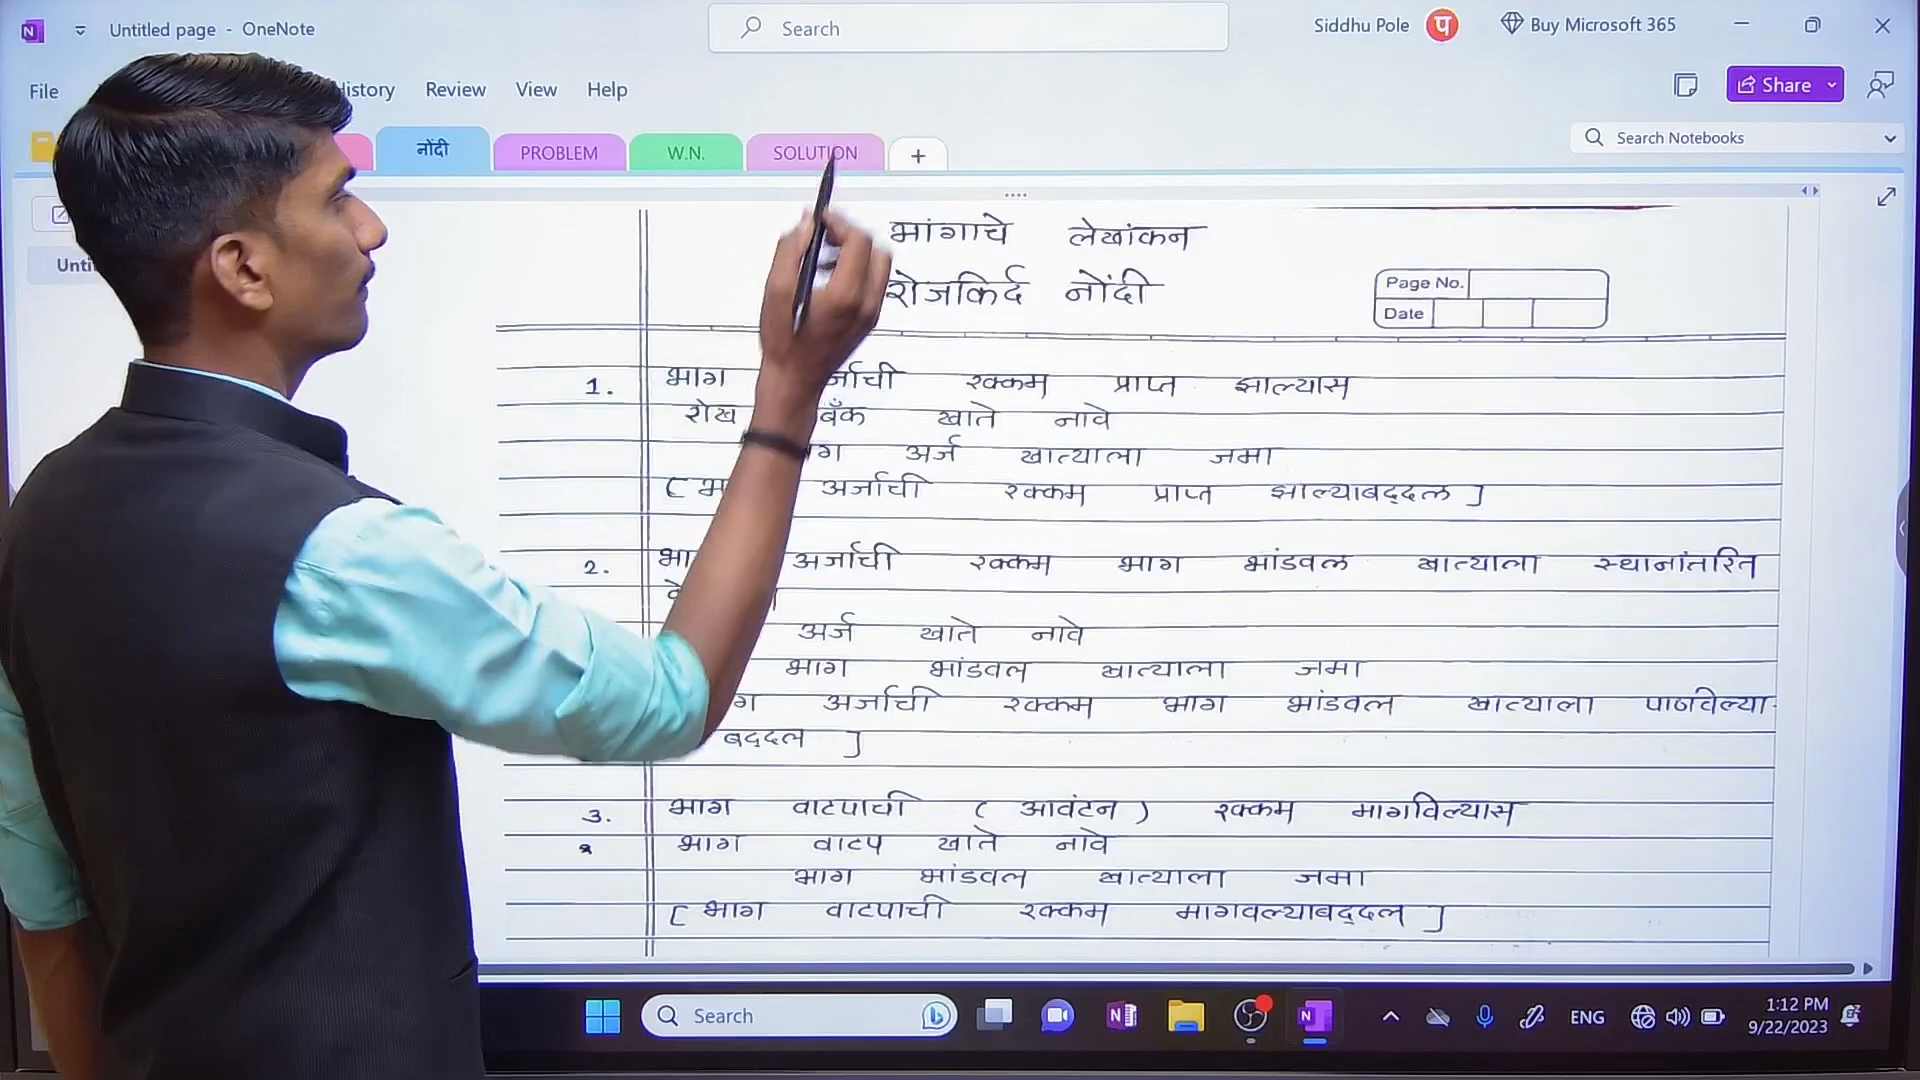 Untitled page - OneNote
Search
Siddhu Pole
प
Buy Microsoft 365
File
History
Review
View
Help
Share
नोंदी
PROBLEM
W.N.
SOLUTION
+
Search Notebooks
भांगाचे लेखांकन
रोजकिर्द नोंदी
Page No.
Date
1. भाग र्जाची रक्कम प्राप्त झाल्यास
रोख बँक खाते नावे
अर्ज खात्याला जमा
[ अर्जाची रक्कम प्राप्त झाल्याबद्दल ]
2. अर्जाची रक्कम भाग भांडवल खात्याला स्थानांतरित
अर्ज खाते नावे
भाग भांडवल खात्याला जमा
अर्जाची रक्कम भाग भांडवल खात्याला पाठविल्या-
बद्दल ]
3. भाग वाटपाची ( आवंटन ) रक्कम मागविल्यास
भाग वाटप खाते नावे
भाग भांडवल खात्याला जमा
[ भाग वाटपाची रक्कम मागवल्याबद्दल ]
Search
ENG
1:12 PM
9/22/2023